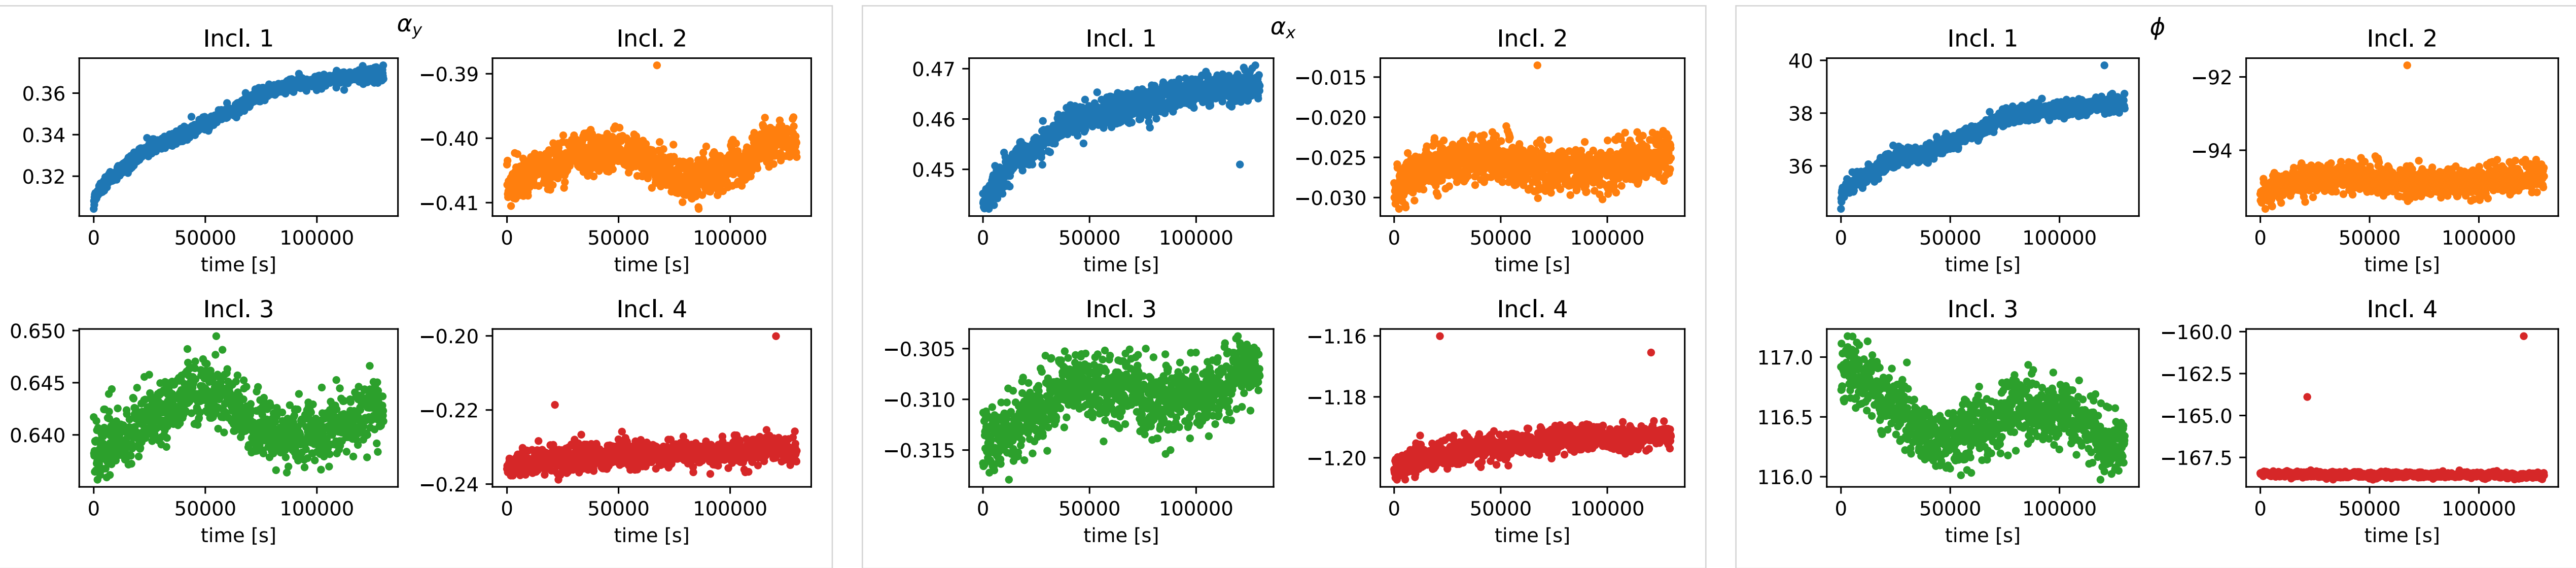 α_y
Incl. 1
Incl. 2
0.36
0.34
0.32
0 50000 100000
time [s]
−0.39
−0.40
−0.41
0 50000 100000
time [s]
Incl. 3
Incl. 4
0.650
0.645
0.640
0 50000 100000
time [s]
−0.20
−0.22
−0.24
0 50000 100000
time [s]
α_x
Incl. 1
Incl. 2
0.47
0.46
0.45
0 50000 100000
time [s]
−0.015
−0.020
−0.025
−0.030
0 50000 100000
time [s]
Incl. 3
Incl. 4
−0.305
−0.310
−0.315
0 50000 100000
time [s]
−1.16
−1.18
−1.20
0 50000 100000
time [s]
ϕ
Incl. 1
Incl. 2
40
38
36
0 50000 100000
time [s]
−92
−94
0 50000 100000
time [s]
Incl. 3
Incl. 4
117.0
116.5
116.0
0 50000 100000
time [s]
−160.0
−162.5
−165.0
−167.5
0 50000 100000
time [s]